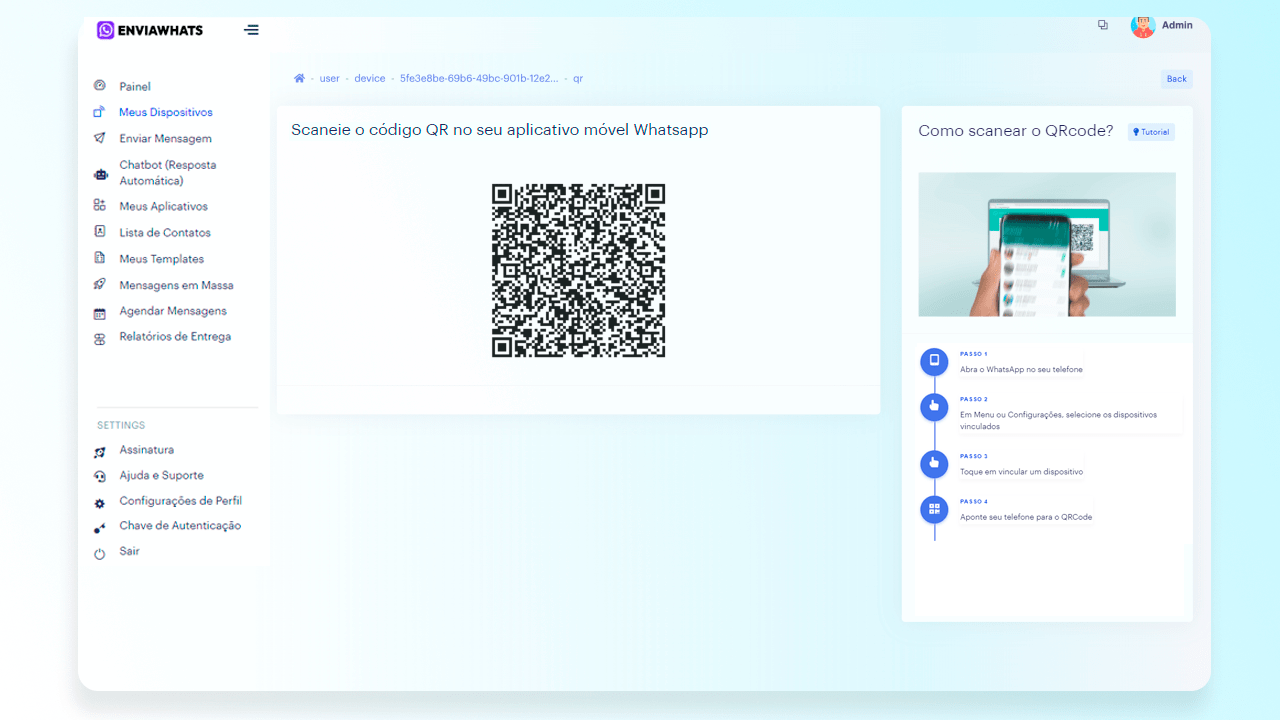 ENVIAWHATS
Admin
Painel
Meus Dispositivos
Enviar Mensagem
Chatbot (Resposta
Automática)
Meus Aplicativos
Lista de Contatos
Meus Templates
Mensagens em Massa
Agendar Mensagens
Relatórios de Entrega
SETTINGS
Assinatura
Ajuda e Suporte
Configurações de Perfil
Chave de Autenticação
Sair
- user - device - 5fe3e8be-69b6-49bc-901b-12e2... - qr
Back
Scaneie o código QR no seu aplicativo móvel Whatsapp
Como scanear o QRcode?
Tutorial
PASSO 1
Abra o WhatsApp no seu telefone
PASSO 2
Em Menu ou Configurações, selecione os dispositivos
vinculados
PASSO 3
Toque em vincular um dispositivo
PASSO 4
Aponte seu telefone para o QRCode